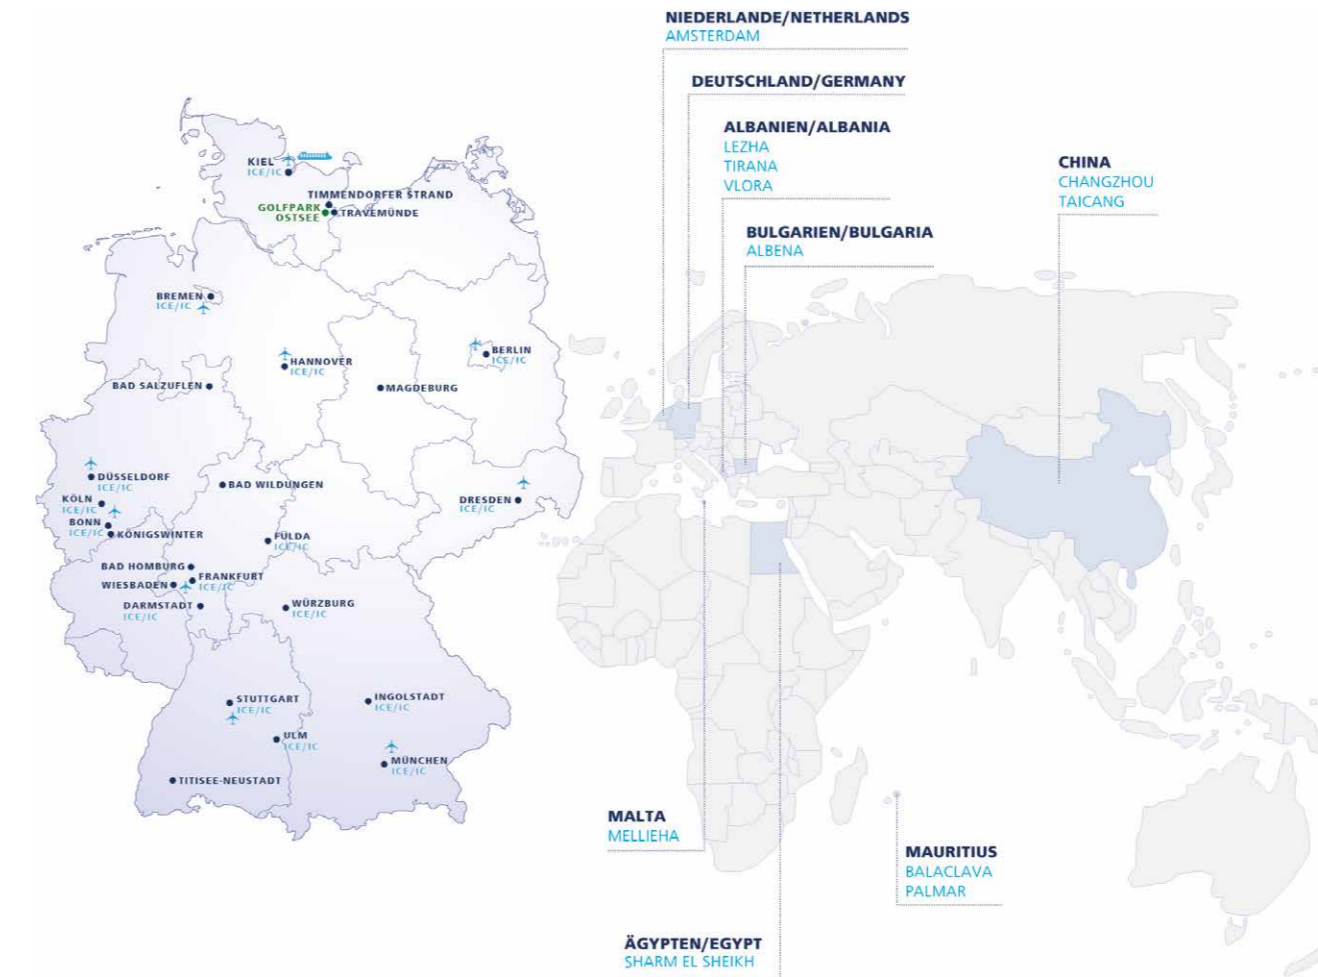 NIEDERLANDE/NETHERLANDS
AMSTERDAM
DEUTSCHLAND/GERMANY
ALBANIEN/ALBANIA
LEZHA
TIRANA
VLORA
BULGARIEN/BULGARIA
ALBENA
CHINA
CHANGZHOU
TAICANG
KIEL
ICE/IC
TIMMENDORFER STRAND
GOLFPARK
OSTSEE
TRAVEMÜNDE
BREMEN
ICE/IC
HANNOVER
ICE/IC
BERLIN
ICE/IC
BAD SALZUFLEN
MAGDEBURG
DÜSSELDORF
ICE/IC
BAD WILDUNGEN
KÖLN
ICE/IC
DRESDEN
ICE/IC
BONN
ICE/IC
KÖNIGSWINTER
FULDA
ICE/IC
BAD HOMBURG
FRANKFURT
ICE/IC
WIESBADEN
DARMSTADT
ICE/IC
WÜRZBURG
ICE/IC
STUTTGART
ICE/IC
INGOLSTADT
ICE/IC
ULM
ICE/IC
MÜNCHEN
ICE/IC
TITISEE-NEUSTADT
MALTA
MELLIEHA
MAURITIUS
BALACLAVA
PALMAR
ÄGYPTEN/EGYPT
SHARM EL SHEIKH